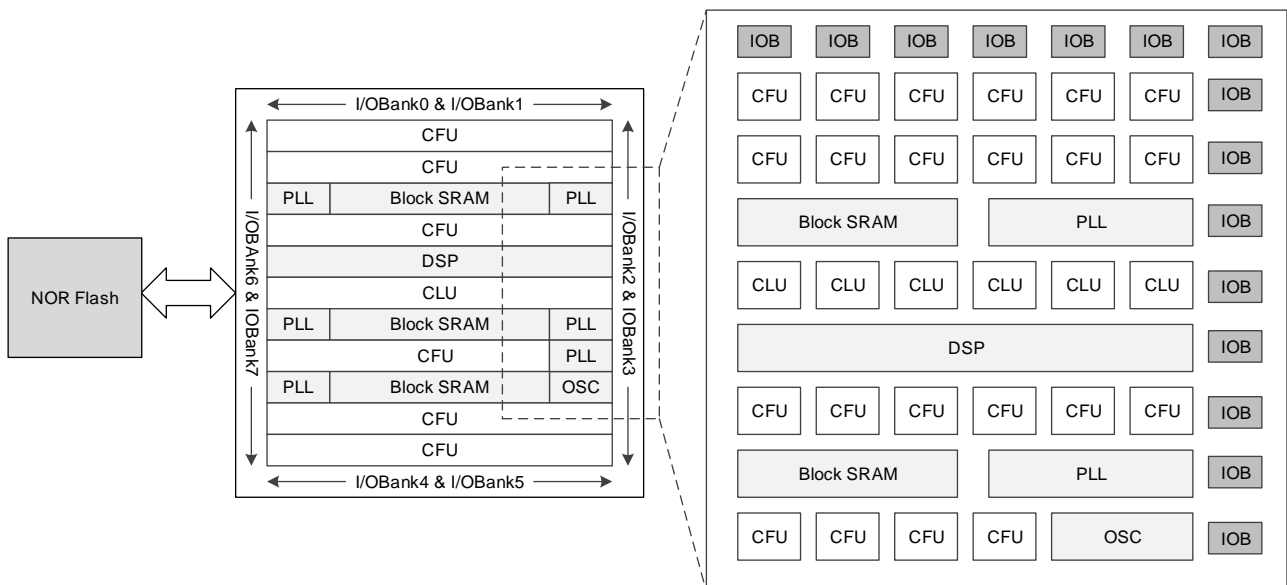 I/OBank0 & I/OBank1
CFU
CFU
PLL Block SRAM PLL
CFU
DSP
CLU
PLL Block SRAM PLL
CFU PLL
PLL Block SRAM OSC
CFU
CFU
I/OBank4 & I/OBank5
I/OBAnk6 & IOBank7
I/OBank2 & IOBank3
NOR Flash
IOB IOB IOB IOB IOB IOB IOB
CFU CFU CFU CFU CFU CFU IOB
CFU CFU CFU CFU CFU CFU IOB
Block SRAM PLL IOB
CLU CLU CLU CLU CLU CLU IOB
DSP IOB
CFU CFU CFU CFU CFU CFU IOB
Block SRAM PLL IOB
CFU CFU CFU CFU OSC IOB